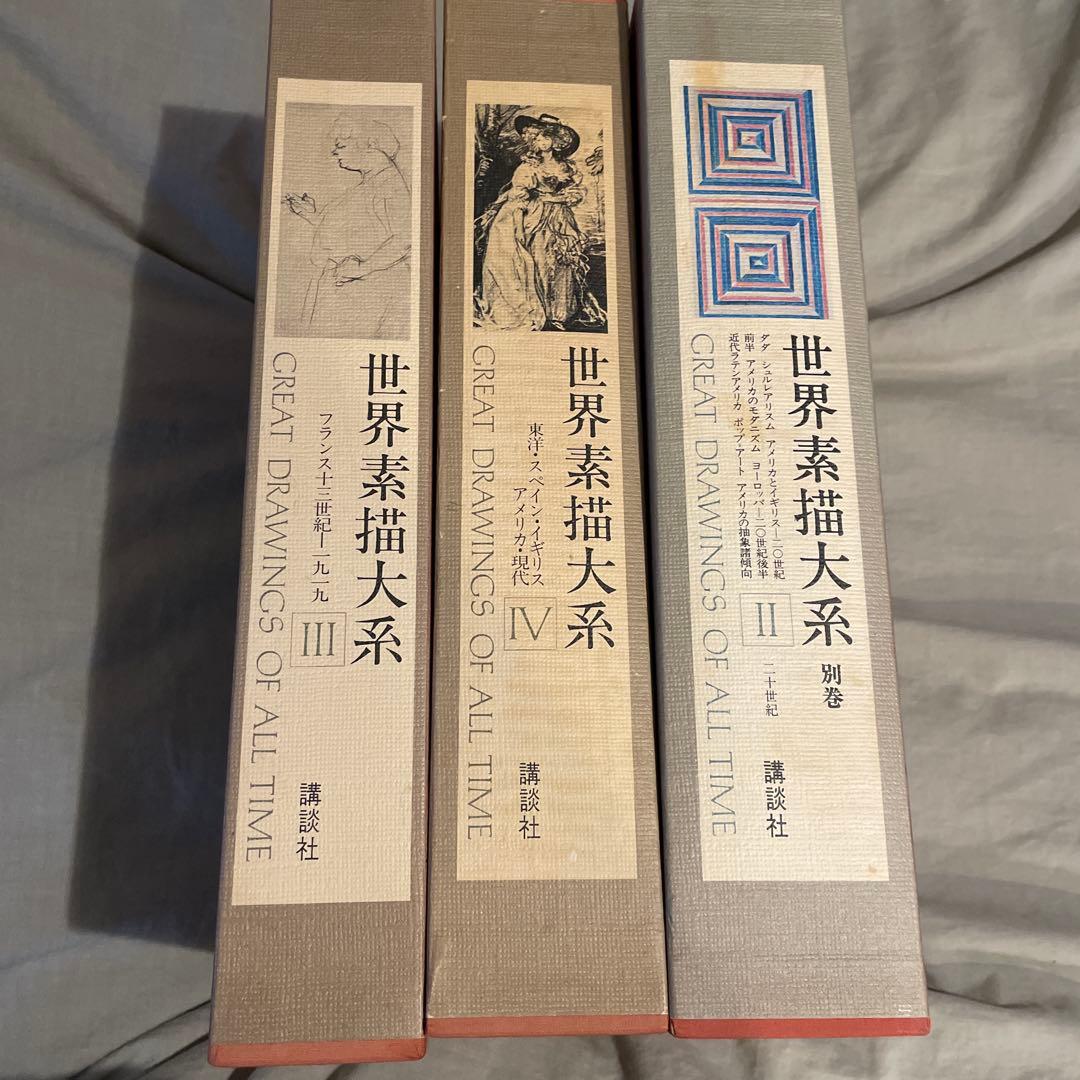 世界素描大系
フランス十三世紀—一九一九
III
GREAT DRAWINGS OF ALL TIME
講談社
世界素描大系
東洋・スペイン・イギリス
アメリカ・現代
IV
GREAT DRAWINGS OF ALL TIME
講談社
世界素描大系 別巻
ダダ シュルレアリスム アメリカとイギリス—二〇世紀
前半 アメリカのモダニズム ヨーロッパ—二〇世紀後半
近代ラテンアメリカ ポップ・アート アメリカの抽象諸傾向
II
二十世紀
GREAT DRAWINGS OF ALL TIME
講談社